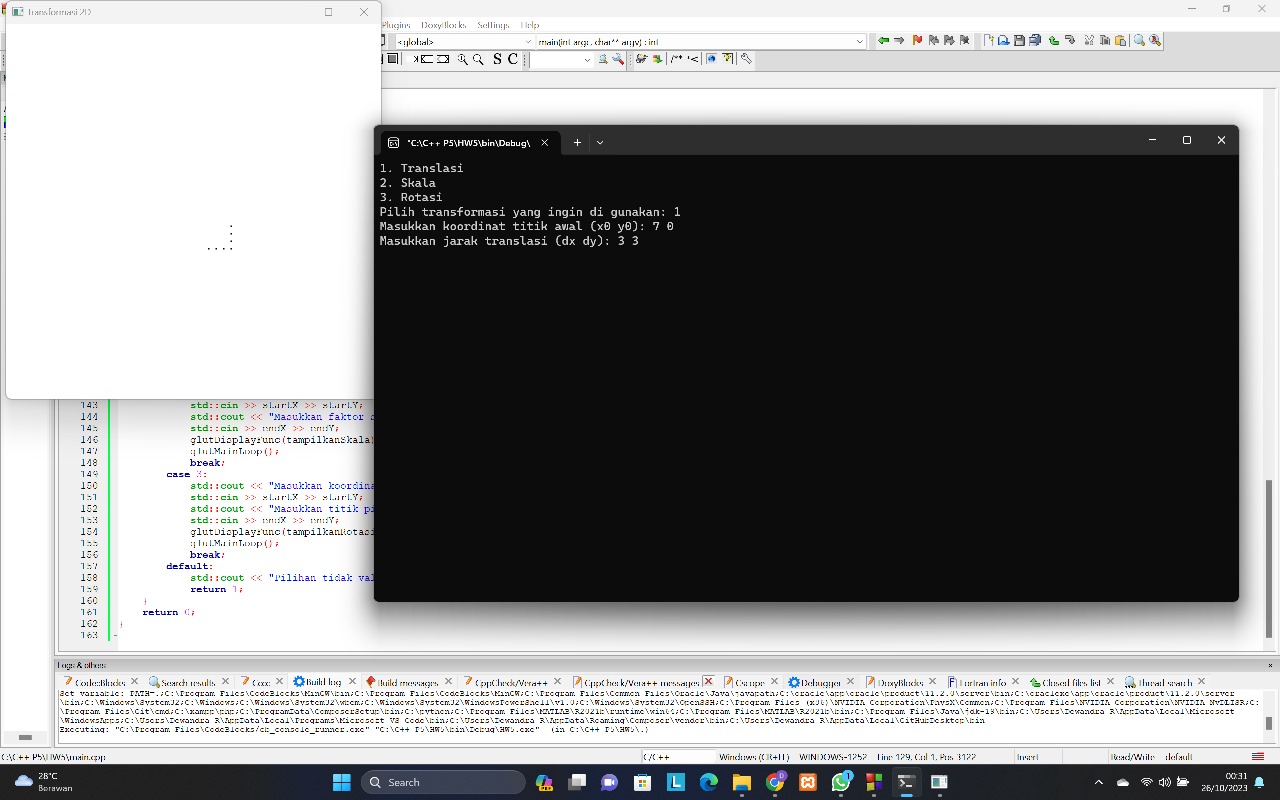 Transformasi 2D
Plugins DoxyBlocks Settings Help
<global>
main(int argc, char** argv) : int
S C
/** *<
"C:\C++ P5\HW5\bin\Debug\
1. Translasi
2. Skala
3. Rotasi
Pilih transformasi yang ingin di gunakan: 1
Masukkan koordinat titik awal (x0 y0): 7 0
Masukkan jarak translasi (dx dy): 3 3
143 std::cin >> startX >> startY;
144 std::cout << "Masukkan faktor
145 std::cin >> endX >> endY;
146 glutDisplayFunc(tampilkanSkala)
147 glutMainLoop();
148 break;
149 case 3:
150 std::cout << "Masukkan koordina
151 std::cin >> startX >> startY;
152 std::cout << "Masukkan titik pi
153 std::cin >> endX >> endY;
154 glutDisplayFunc(tampilkanRotasi
155 glutMainLoop();
156 break;
157 default:
158 std::cout << "Pilihan tidak val
159 return 1;
160 }
161 return 0;
162 }
163
Logs & others
Code::Blocks Search results Cccc Build log Build messages CppCheck/Vera++ CppCheck/Vera++ messages Cscope Debugger DoxyBlocks Fortran info Closed files list Thread search
Set variable: PATH=.;C:\Program Files\CodeBlocks\MinGW\bin;C:\Program Files\CodeBlocks\MinGW;C:\Program Files\Common Files\Oracle\Java\javapath;C:\oraclexe\app\oracle\product\11.2.0\server\bin;C:\oraclexe\app\oracle\product\11.2.0\server
\bin;C:\Windows\System32;C:\Windows;C:\Windows\System32\wbem;C:\Windows\System32\WindowsPowerShell\v1.0;C:\Windows\System32\OpenSSH;C:\Program Files (x86)\NVIDIA Corporation\PhysX\Common;C:\Program Files\NVIDIA Corporation\NVIDIA NvDLISR;C:
\Program Files\Git\cmd;C:\xampp\php;C:\ProgramData\ComposerSetup\bin;C:\python;C:\Program Files\MATLAB\R2021b\runtime\win64;C:\Program Files\MATLAB\R2021b\bin;C:\Program Files\Java\jdk-19\bin;C:\Users\Dewandra R\AppData\Local\Microsoft
\WindowsApps;C:\Users\Dewandra R\AppData\Local\Programs\Microsoft VS Code\bin;C:\Users\Dewandra R\AppData\Roaming\Composer\vendor\bin;C:\Users\Dewandra R\AppData\Local\GitHubDesktop\bin
Executing: "C:\Program Files\CodeBlocks/cb_console_runner.exe" "C:\C++ P5\HW5\bin\Debug\HW5.exe" (in C:\C++ P5\HW5\.)
C:\C++ P5\HW5\main.cpp C/C++ Windows (CR+LF) WINDOWS-1252 Line 129, Col 1, Pos 3122 Insert Read/Write default
28°C
Berawan
Search
00:31
26/10/2023